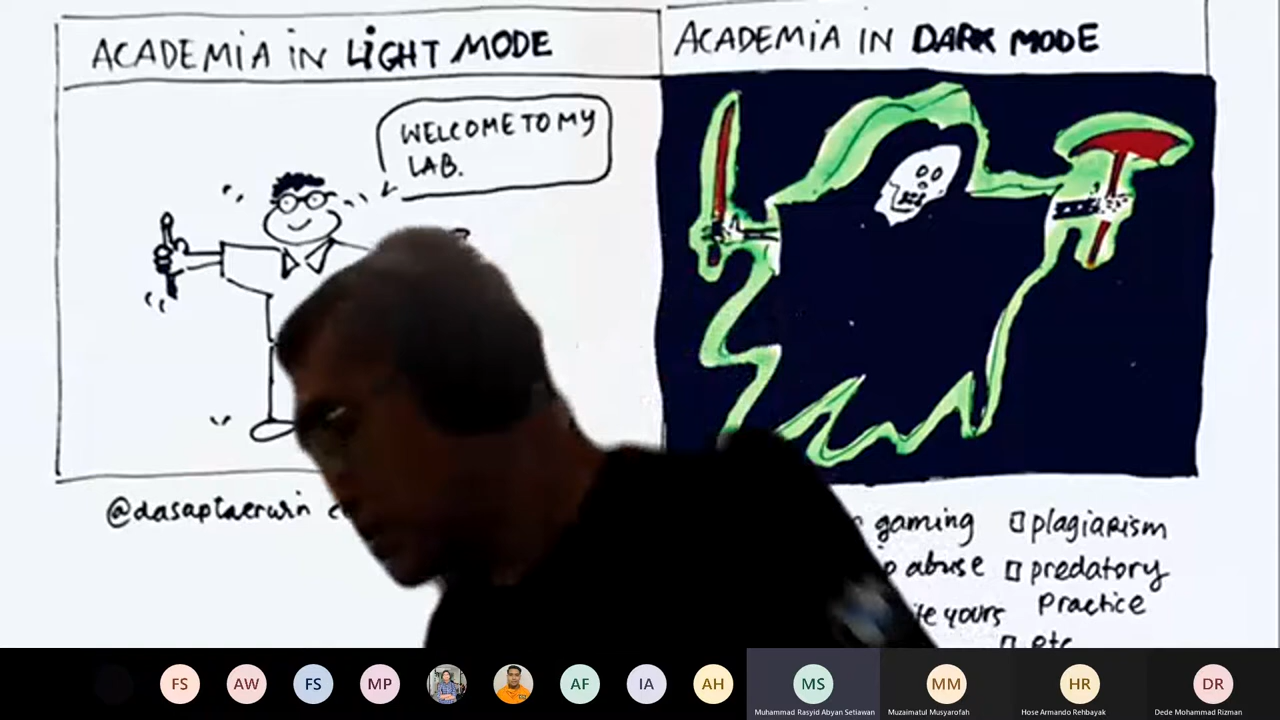 ACADEMIA IN LIGHT MODE
ACADEMIA IN DARK MODE
WELCOME TO MY
LAB.
@dasaptaerwin
gaming
plagiarism
abuse
predatory
yours
Practice
etc
FS
AW
FS
MP
AF
IA
AH
MS
MM
HR
DR
Muhammad Rasyid Abyan Setiawan
Muzaimatul Musyarofah
Hose Armando Rehbayak
Dede Mohammad Rizman